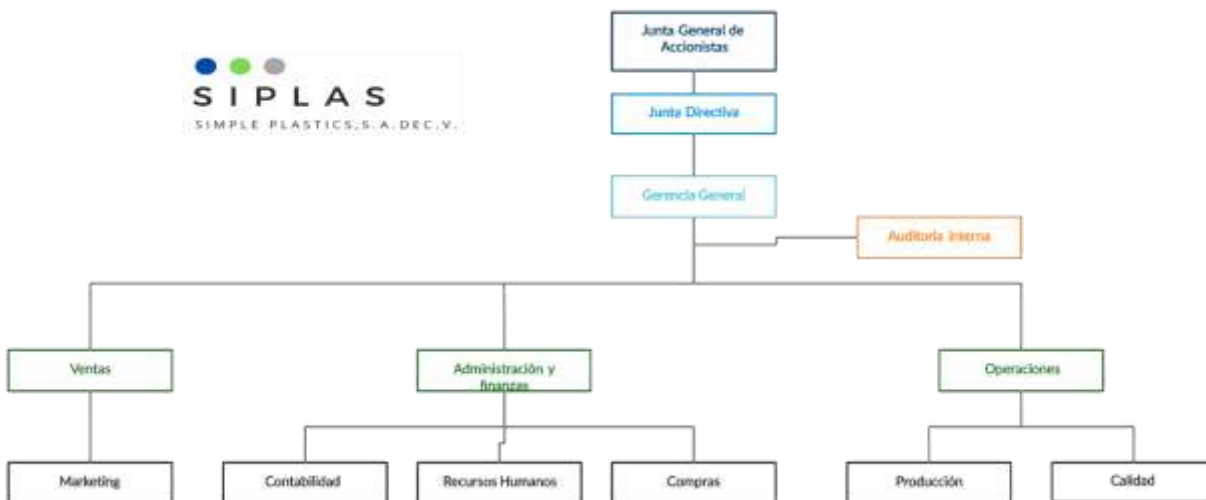 Junta General de
Accionistas
SIPLAS
SIMPLE PLASTICS, S.A.DEC.V.
Junta Directiva
Gerencia General
Auditoria interna
Ventas
Administración y
finanzas
Operaciones
Marketing
Contabilidad
Recursos Humanos
Compras
Producción
Calidad